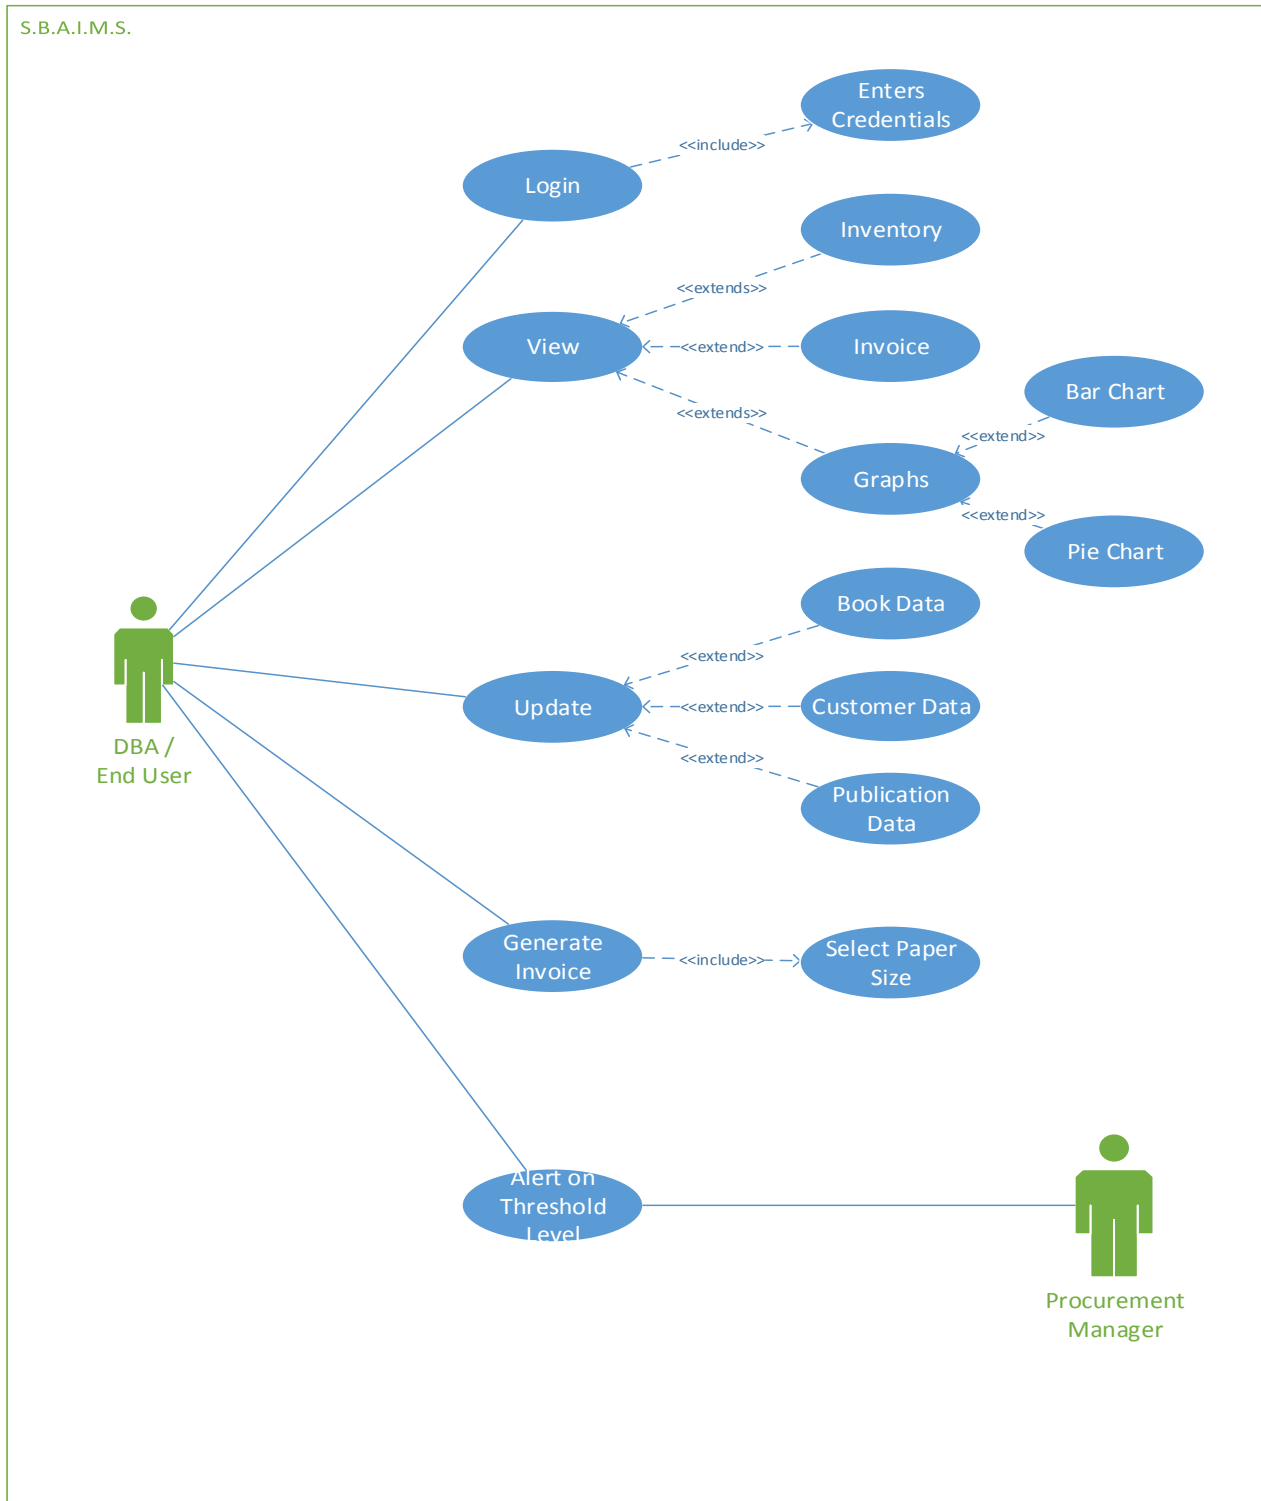 S.B.A.I.M.S.
Enters
Credentials
<<include>>
Login
Inventory
<<extends>>
View
<<extend>>
Invoice
Bar Chart
<<extends>>
<<extend>>
Graphs
<<extend>>
Pie Chart
Book Data
<<extend>>
Update
<<extend>>
Customer Data
DBA /
End User
<<extend>>
Publication
Data
Generate
Invoice
<<include>>
Select Paper
Size
Alert on
Threshold
Level
Procurement
Manager